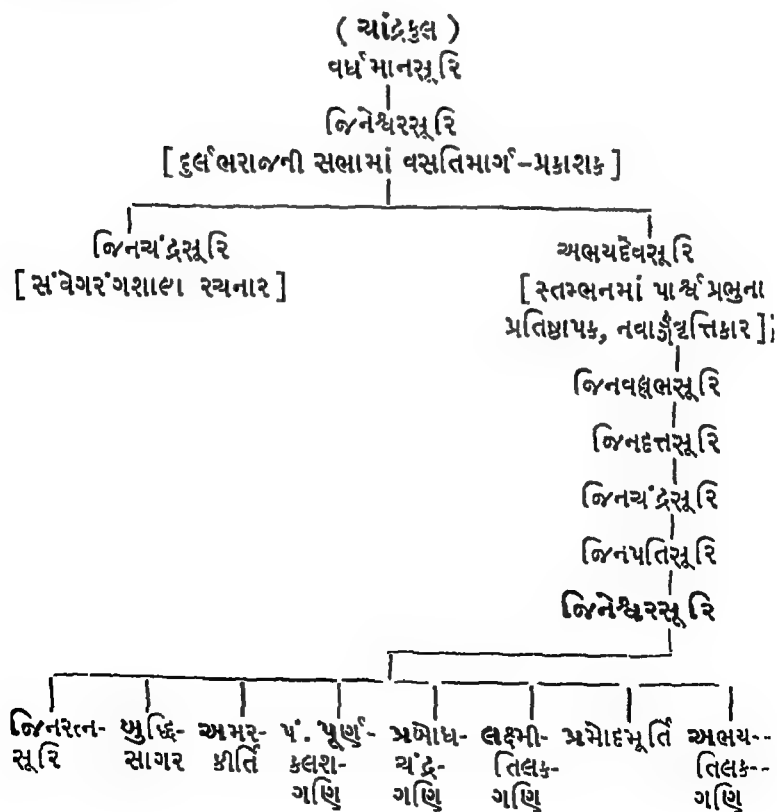 ( ચાંદ્રકુલ )
વર્ધમાનસૂરિ
જિનેશ્વરસૂરિ
[ દુર્લભરાજની સભામાં વસતિમાર્ગ-પ્રકાશક ]
જિનચંદ્રસૂરિ
[ સંવેગરંગશાળા રચનાર ]
અભયદેવસૂરિ
[ સ્તમ્ભનમાં પાર્શ્વપ્રભુના
પ્રતિષ્ઠાપક, નવાઙ્ગવૃત્તિકાર ];
જિનવલ્લભસૂરિ
જિનદત્તસૂરિ
જિનચંદ્રસૂરિ
જિનપતિસૂરિ
જિનેશ્વરસૂરિ
જિનરત્ન-
સૂરિ
બુદ્ધિ-
સાગર
અમર-
કીર્તિ
પં. પૂર્ણ-
કલશ-
ગણિ
પ્રબોધ-
ચંદ્ર-
ગણિ
લક્ષ્મી-
તિલક-
ગણિ
પ્રમોદમૂર્તિ
અભય--
તિલક--
ગણિ